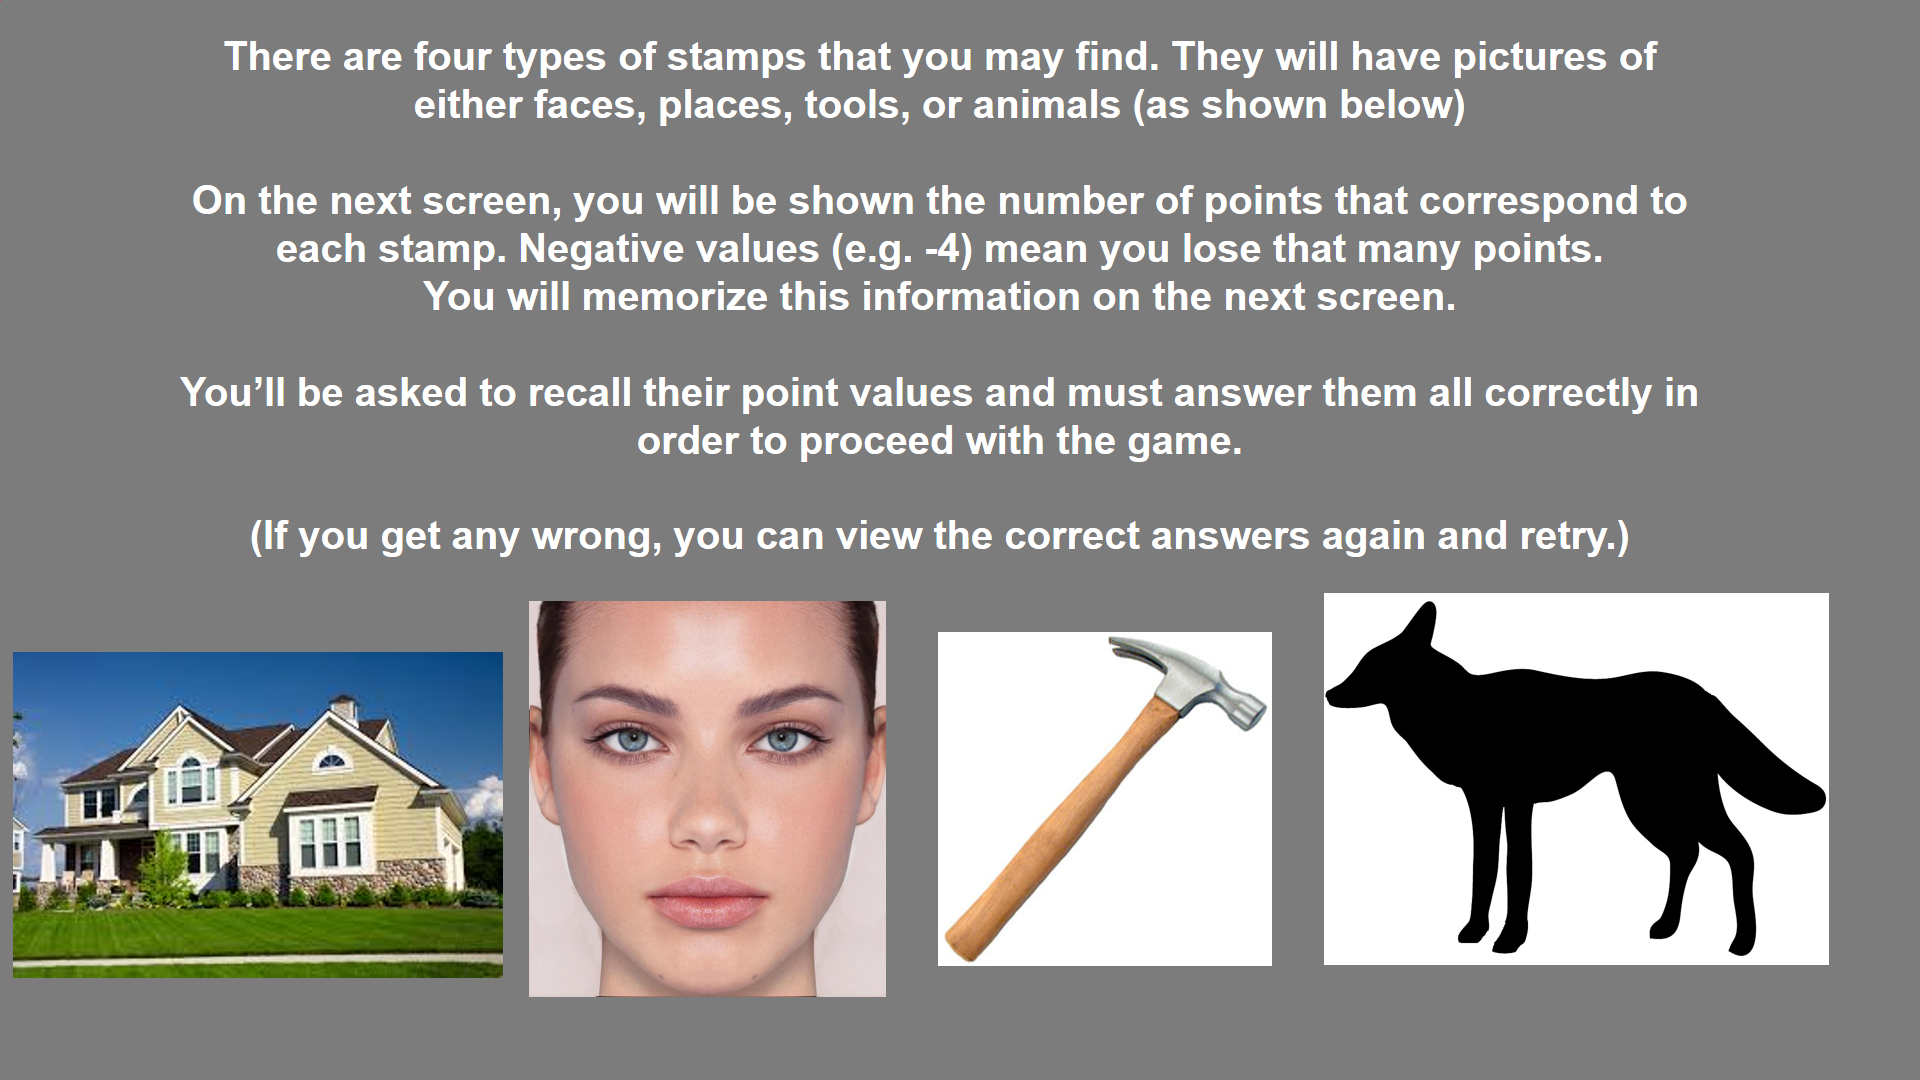 There are four types of stamps that you may find. They will have pictures of
either faces, places, tools, or animals (as shown below)
On the next screen, you will be shown the number of points that correspond to
each stamp. Negative values (e.g. -4) mean you lose that many points.
You will memorize this information on the next screen.
You’ll be asked to recall their point values and must answer them all correctly in
order to proceed with the game.
(If you get any wrong, you can view the correct answers again and retry.)